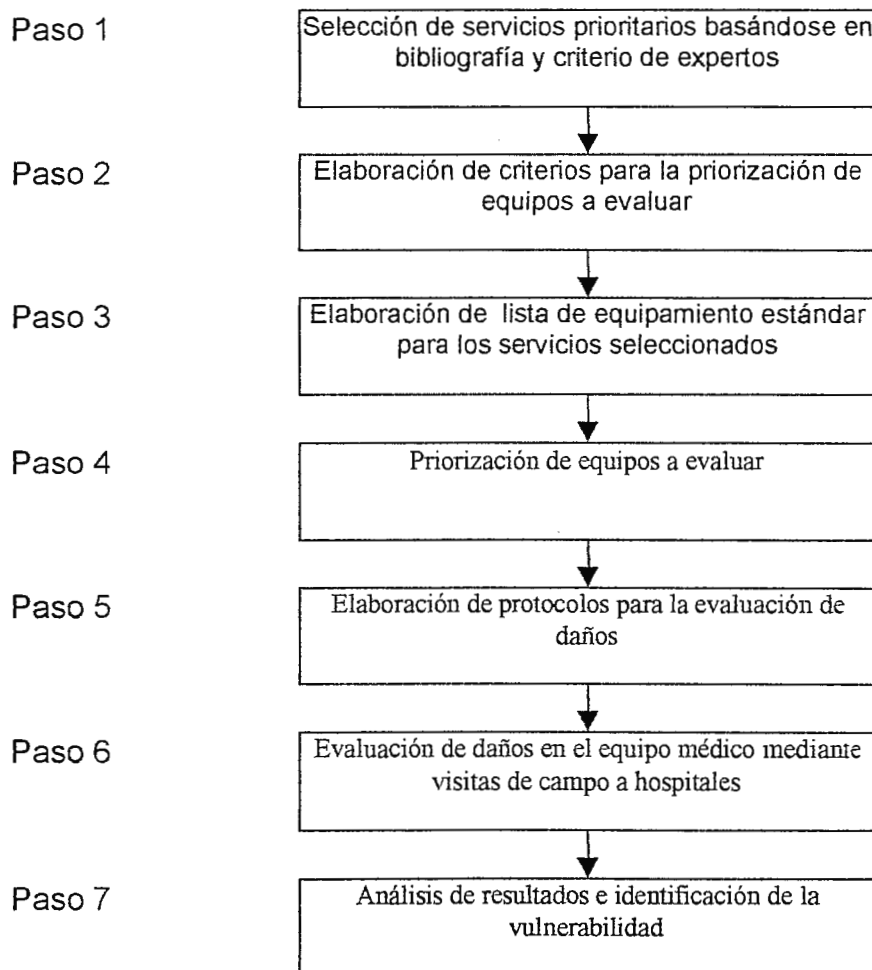 Paso 1
Selección de servicios prioritarios basándose en
bibliografía y criterio de expertos
Paso 2
Elaboración de criterios para la priorización de
equipos a evaluar
Paso 3
Elaboración de lista de equipamiento estándar
para los servicios seleccionados
Paso 4
Priorización de equipos a evaluar
Paso 5
Elaboración de protocolos para la evaluación de
daños
Paso 6
Evaluación de daños en el equipo médico mediante
visitas de campo a hospitales
Paso 7
Análisis de resultados e identificación de la
vulnerabilidad